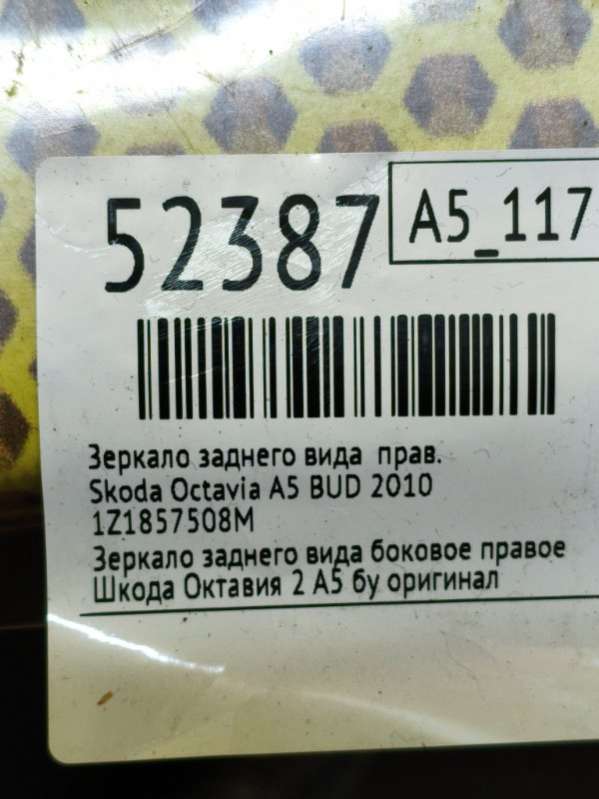 52387
A5_117
Зеркало заднего вида прав.
Skoda Octavia A5 BUD 2010
1Z1857508M
Зеркало заднего вида боковое правое
Шкода Октавия 2 А5 бу оригинал